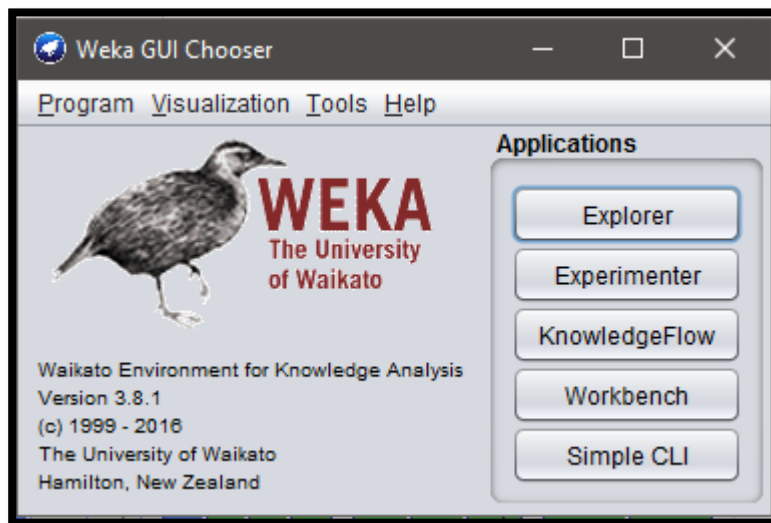 Weka GUI Chooser
Program Visualization Tools Help
WEKA
The University
of Waikato
Waikato Environment for Knowledge Analysis
Version 3.8.1
(c) 1999 - 2016
The University of Waikato
Hamilton, New Zealand
Applications
Explorer
Experimenter
KnowledgeFlow
Workbench
Simple CLI